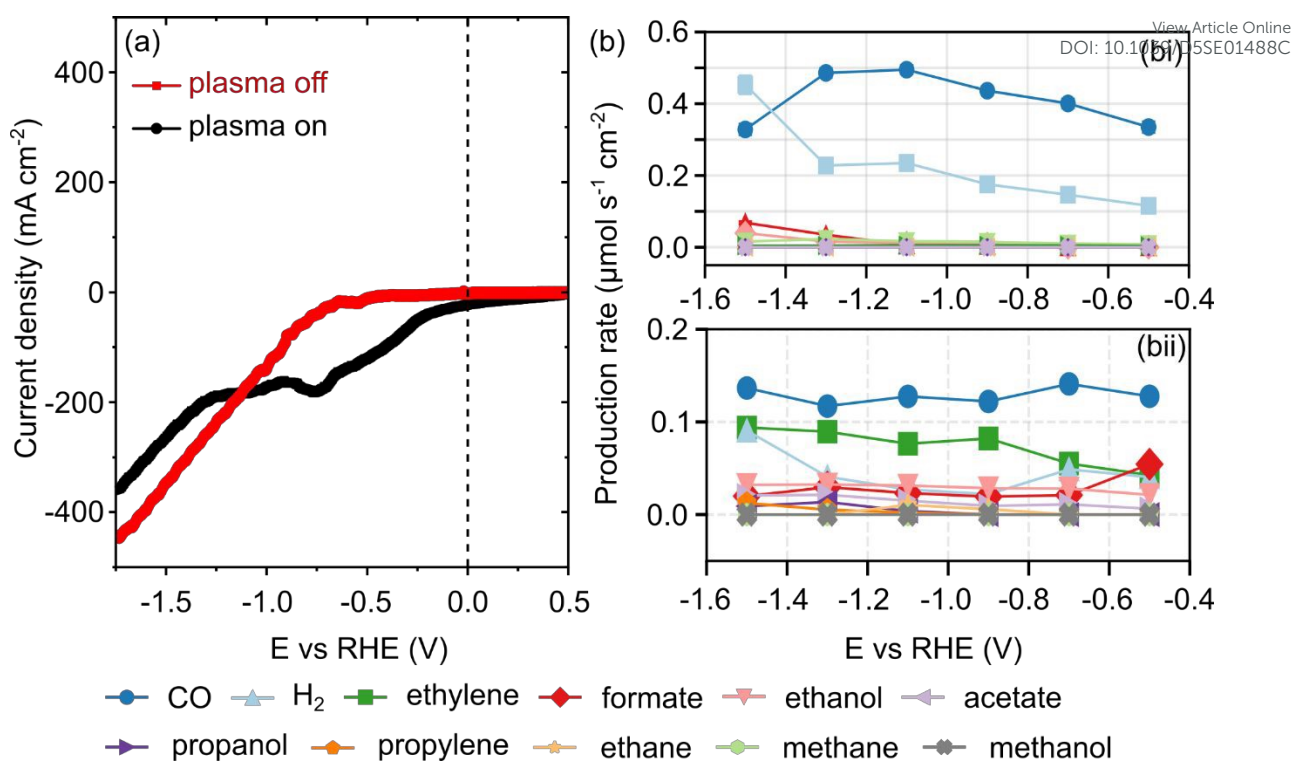 View Article Online
DOI: 10.1039/D5SE01488C
(a)
plasma off
plasma on
400
200
0
-200
-400
Current density (mA cm-2)
-1.5 -1.0 -0.5 0.0 0.5
E vs RHE (V)
(b)
(bi)
0.6
0.4
0.2
0.0
-1.6 -1.4 -1.2 -1.0 -0.8 -0.6 -0.4
Production rate (μmol s-1 cm-2)
(bii)
0.2
0.1
0.0
-1.6 -1.4 -1.2 -1.0 -0.8 -0.6 -0.4
E vs RHE (V)
CO H2 ethylene formate ethanol acetate
propanol propylene ethane methane methanol